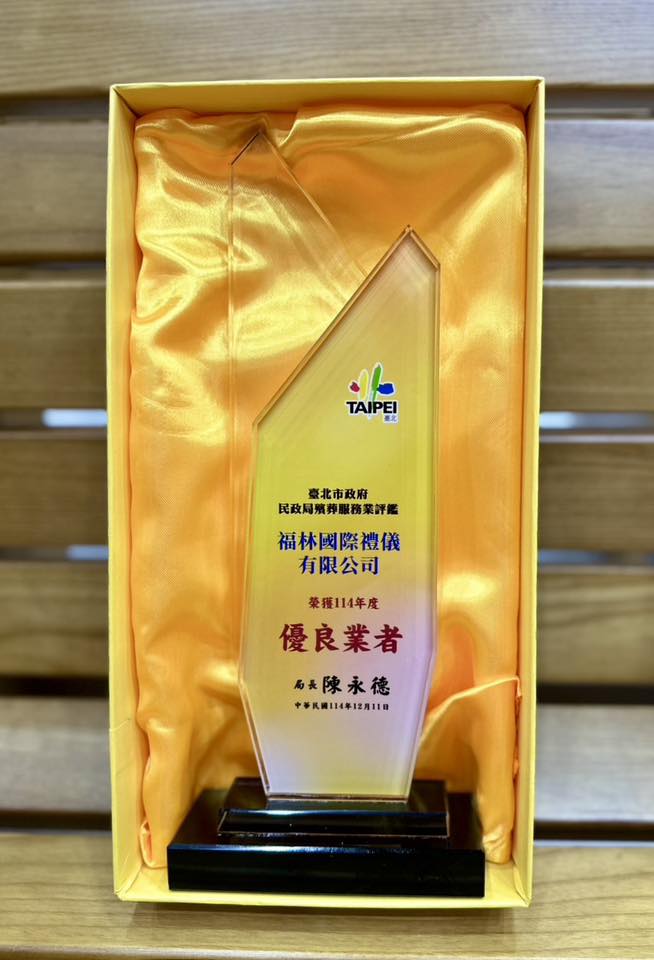 TAIPEI
臺北
臺北市政府
民政局殯葬服務業評鑑
福林國際禮儀
有限公司
榮獲114年度
優良業者
局長 陳永德
中華民國114年12月11日